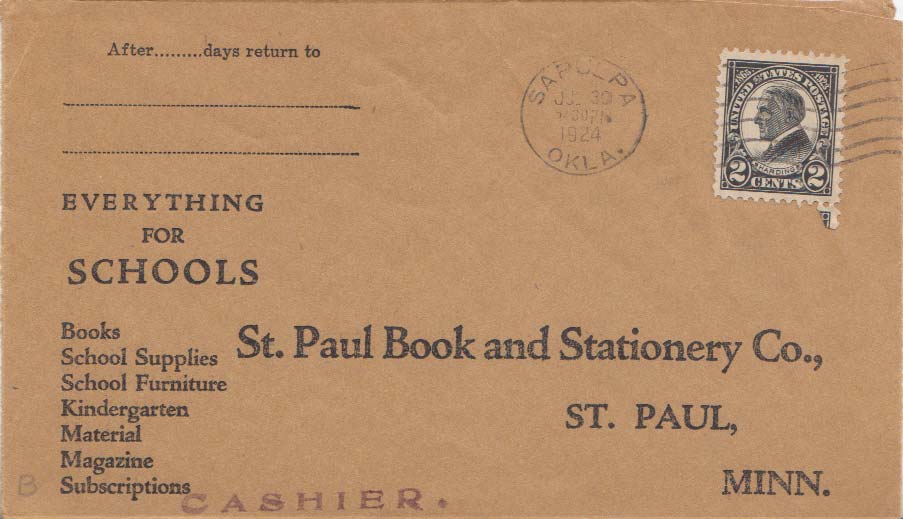 After.........days return to
EVERYTHING
FOR
SCHOOLS
Books
School Supplies
School Furniture
Kindergarten
Material
Magazine
Subscriptions
B
CASHIER.
SAPULPA
JUL 30
1924
OKLA.
1865 1923
UNITED STATES POSTAGE
HARDING
2 CENTS 2
St. Paul Book and Stationery Co.,
ST. PAUL,
MINN.